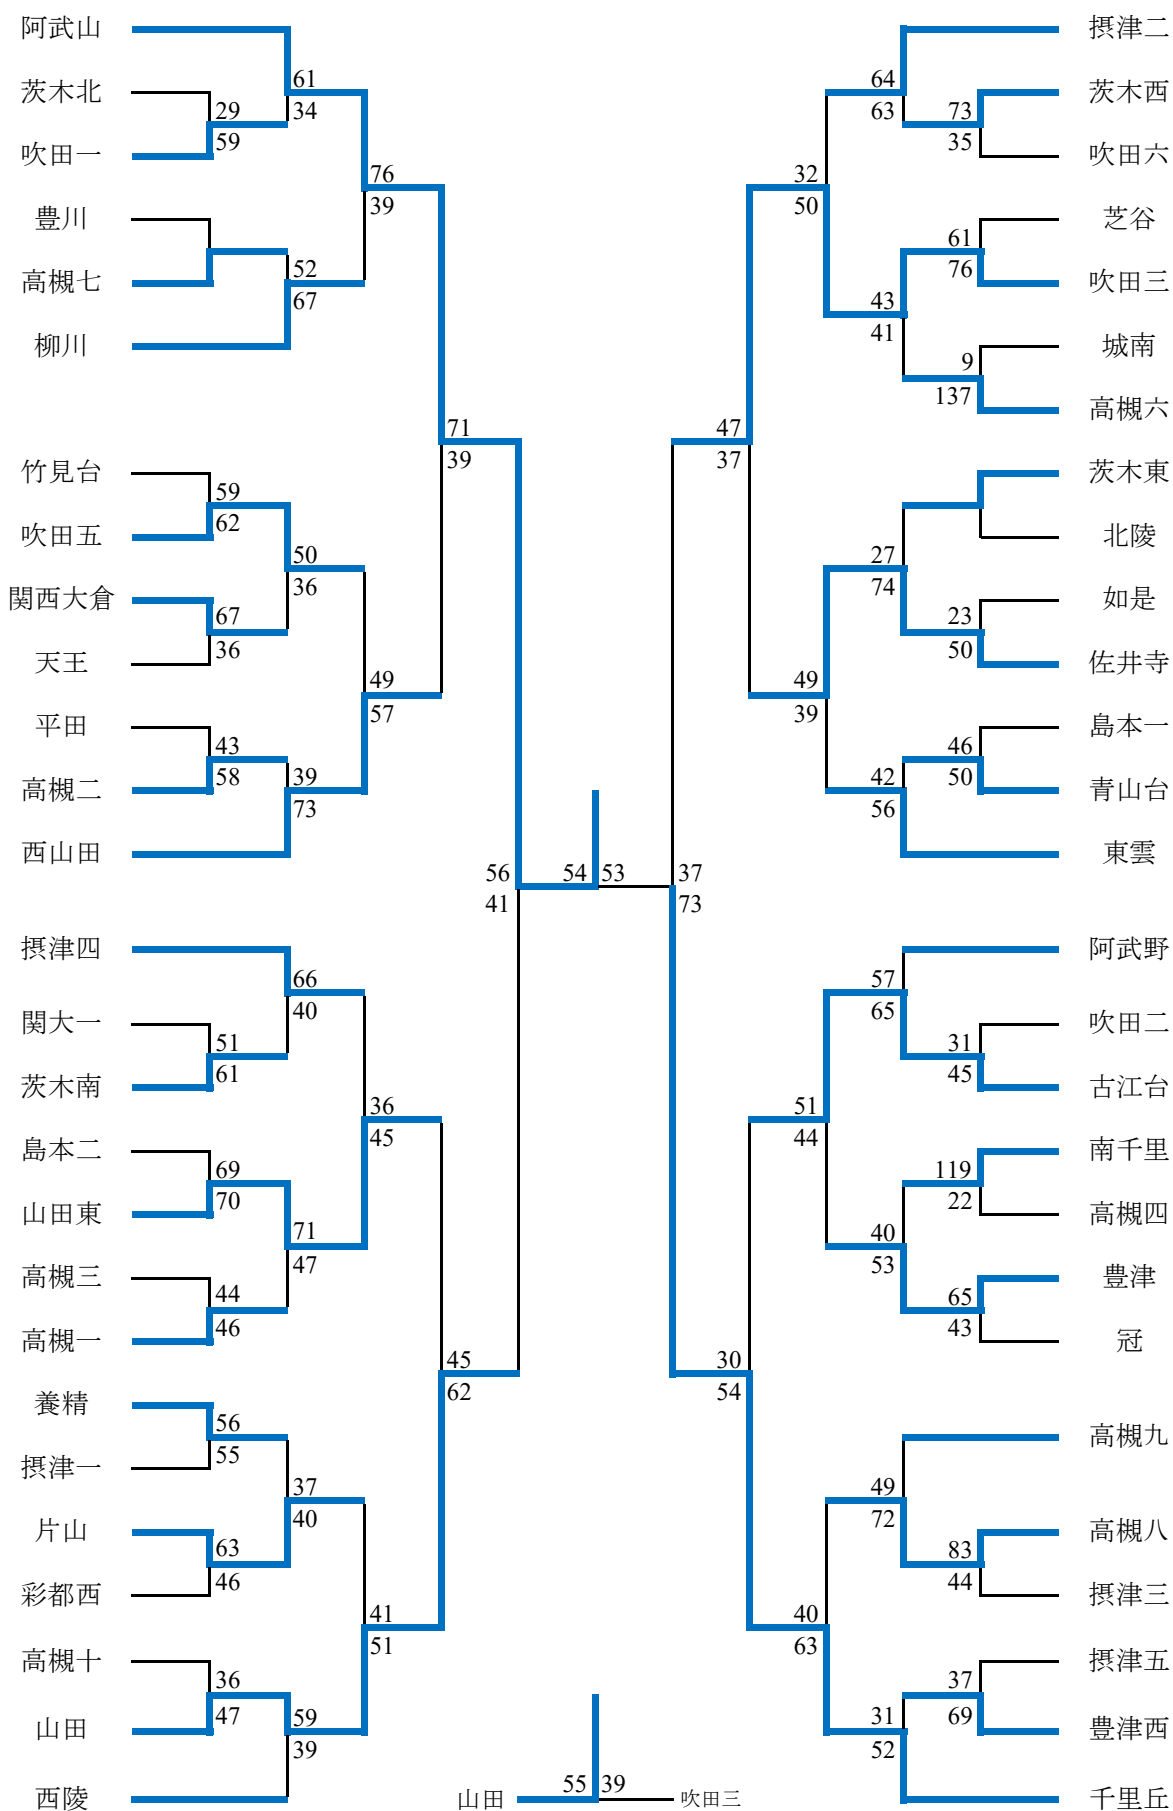 阿武山
茨木北
吹田一
豊川
高槻七
柳川
竹見台
吹田五
関西大倉
天王
平田
高槻二
西山田
摂津四
関大一
茨木南
島本二
山田東
高槻三
高槻一
養精
摂津一
片山
彩都西
高槻十
山田
西陵
29
59
59
62
67
36
43
58
51
61
69
70
44
46
56
55
63
46
36
47
61
34
52
67
50
36
39
73
66
40
71
47
37
40
59
39
76
39
49
57
36
45
41
51
71
39
45
62
56
41
54 53
37
73
47
37
30
54
32
50
49
39
51
44
40
63
64
63
43
41
27
74
42
56
57
65
40
53
49
72
31
52
73
35
61
76
9
137
23
50
46
50
31
45
119
22
65
43
83
44
37
69
摂津二
茨木西
吹田六
芝谷
吹田三
城南
高槻六
茨木東
北陵
如是
佐井寺
島本一
青山台
東雲
阿武野
吹田二
古江台
南千里
高槻四
豊津
冠
高槻九
高槻八
摂津三
摂津五
豊津西
千里丘
山田 55 39 吹田三